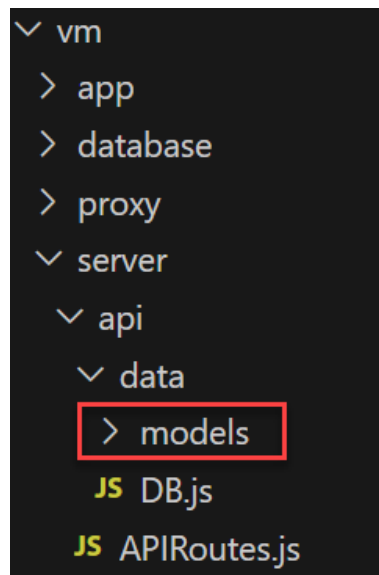 vm
app
database
proxy
server
api
data
models
JS DB.js
JS APIRoutes.js